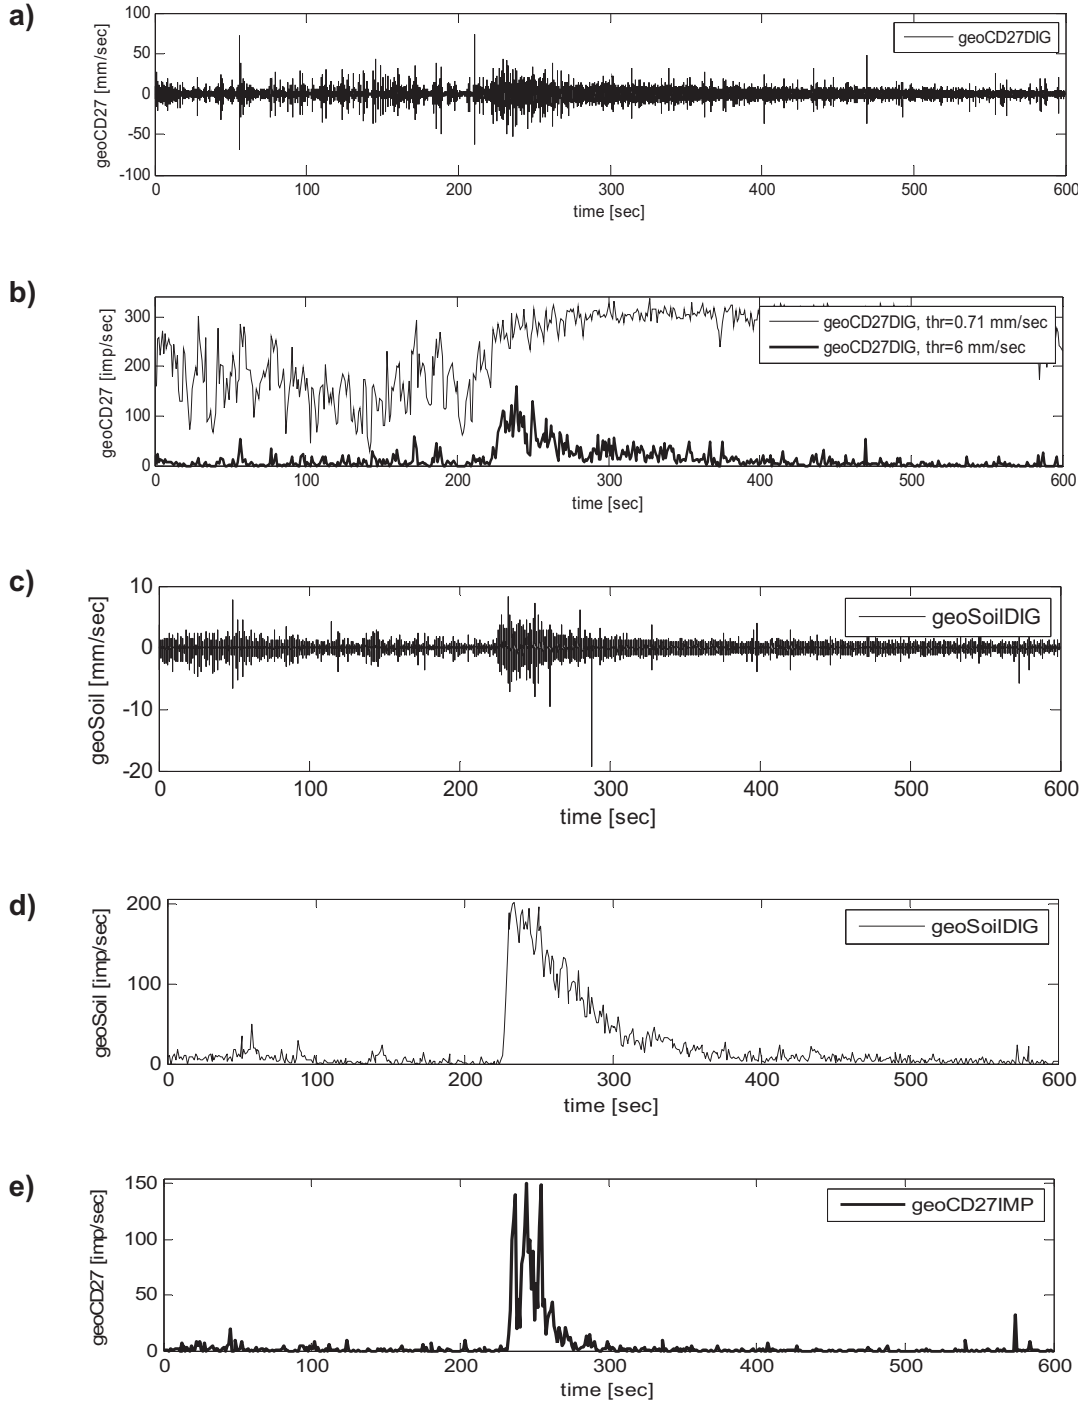 a)
geoCD27 [mm/sec]
100
50
0
-50
-100
geoCD27DIG
0 100 200 300 400 500 600
time [sec]
b)
geoCD27 [imp/sec]
300
200
100
0
geoCD27DIG, thr=0.71 mm/sec
geoCD27DIG, thr=6 mm/sec
0 100 200 300 400 500 600
time [sec]
c)
geoSoil [mm/sec]
10
0
-10
-20
geoSoilDIG
0 100 200 300 400 500 600
time [sec]
d)
geoSoil [imp/sec]
200
100
0
geoSoilDIG
0 100 200 300 400 500 600
time [sec]
e)
geoCD27 [imp/sec]
150
100
50
0
geoCD27IMP
0 100 200 300 400 500 600
time [sec]